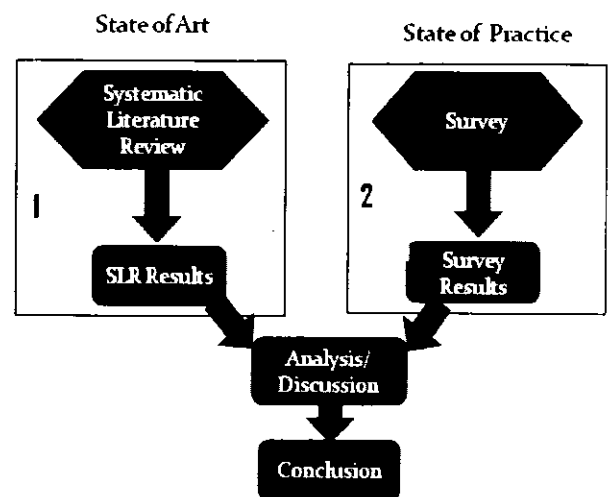 State of Art
Systematic
Literature
Review
1
SLR Results
State of Practice
Survey
2
Survey
Results
Analysis/
Discussion
Conclusion